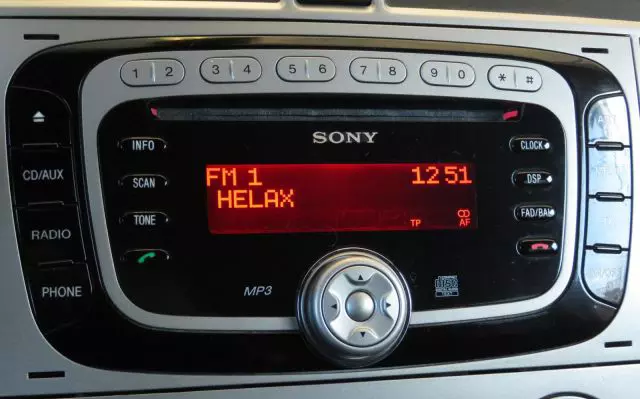 1 2 3 4 5 6 7 8 9 0 * #
SONY
INFO
CLOCK
CD/AUX
SCAN
DSP
FM 1 12 51
HELAX
TONE
FAD/BAL
TP AF
RADIO
PHONE
MP3